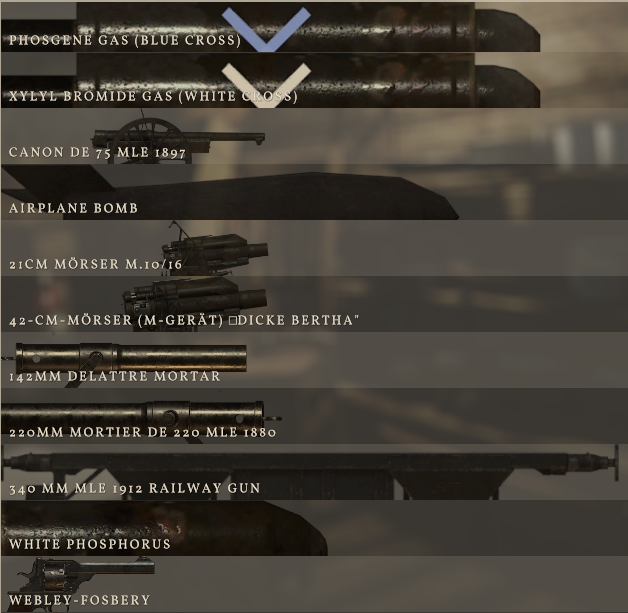 PHOSGENE GAS (BLUE CROSS)
XYLYL BROMIDE GAS (WHITE CROSS)
CANON DE 75 MLE 1897
AIRPLANE BOMB
21CM MÖRSER M.10/16
42-CM-MÖRSER (M-GERÄT) □DICKE BERTHA"
142MM DELATTRE MORTAR
220MM MORTIER DE 220 MLE 1880
340 MM MLE 1912 RAILWAY GUN
WHITE PHOSPHORUS
WEBLEY-FOSBERY